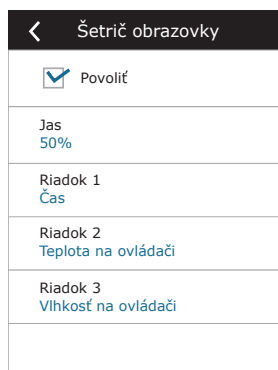 Šetrič obrazovky
Povoliť
Jas
50%
Riadok 1
Čas
Riadok 2
Teplota na ovládači
Riadok 3
Vlhkosť na ovládači